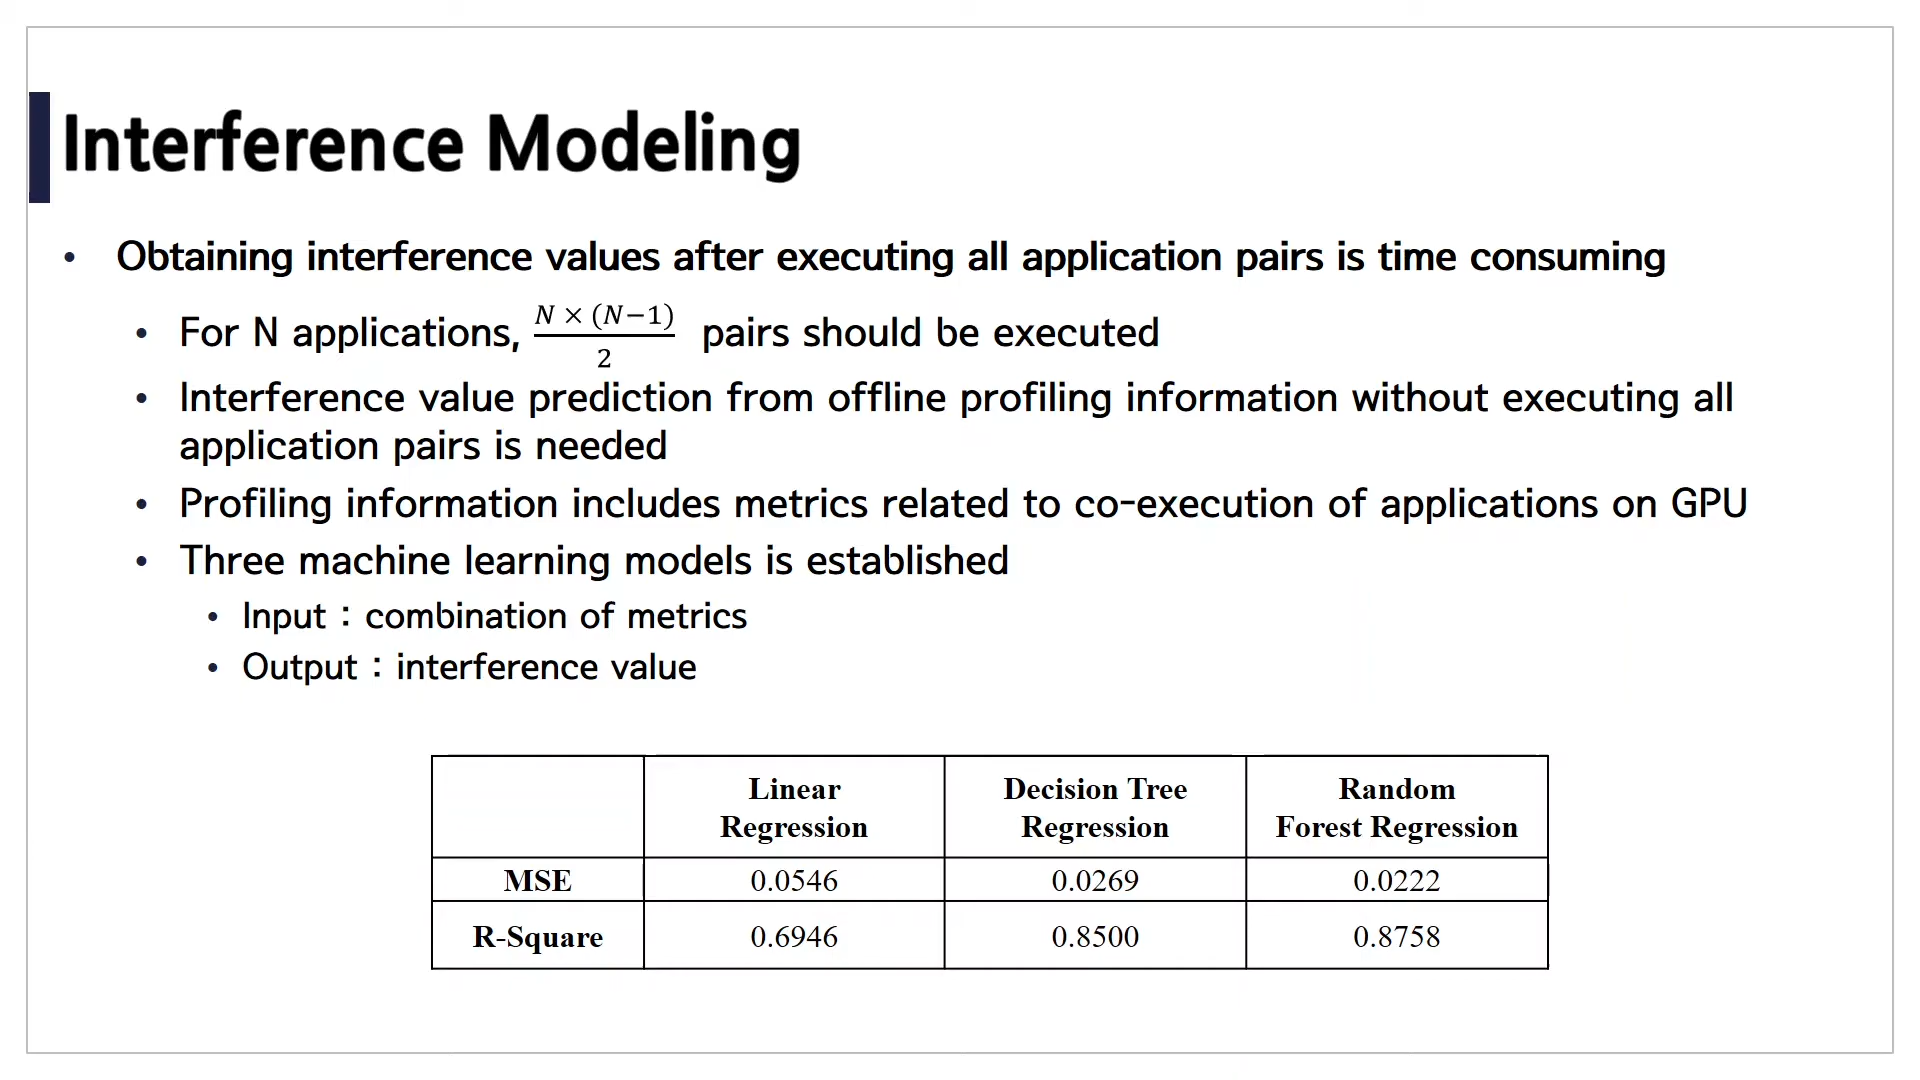 Interference Modeling
• Obtaining interference values after executing all application pairs is time consuming
• For N applications, \frac{N × (N−1)}{2} pairs should be executed
• Interference value prediction from offline profiling information without executing all
application pairs is needed
• Profiling information includes metrics related to co-execution of applications on GPU
• Three machine learning models is established
• Input : combination of metrics
• Output : interference value
Linear Regression | Decision Tree Regression | Random Forest Regression
MSE 0.0546 0.0269 0.0222
R-Square 0.6946 0.8500 0.8758